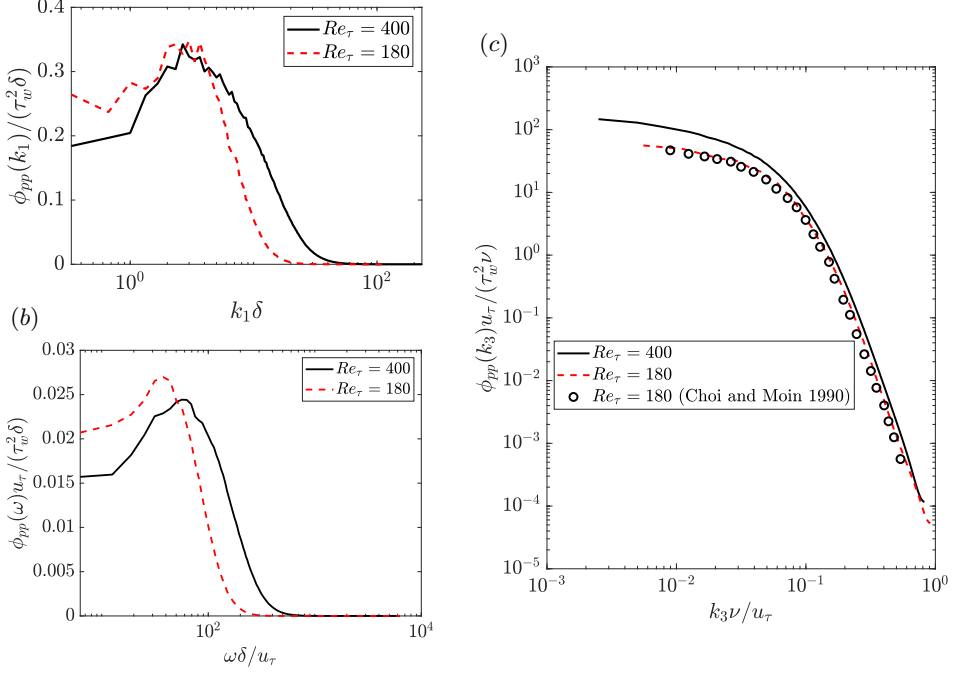 Re_τ = 400
Re_τ = 180
0.4
0.3
0.2
0.1
0
10^0
10^2
k_1δ
ϕ_pp(k_1)/(τ_w^2 δ)
(b)
0.03
0.025
0.02
0.015
0.01
0.005
0
10^2
10^4
ωδ/u_τ
ϕ_pp(ω)u_τ/(τ_w^2 δ)
Re_τ = 400
Re_τ = 180
(c)
10^3
10^2
10^1
10^0
10^-1
10^-2
10^-3
10^-4
10^-5
10^-3
10^-2
10^-1
10^0
k_3ν/u_τ
ϕ_pp(k_3)u_τ/(τ_w^2 ν)
Re_τ = 400
Re_τ = 180
Re_τ = 180 (Choi and Moin 1990)